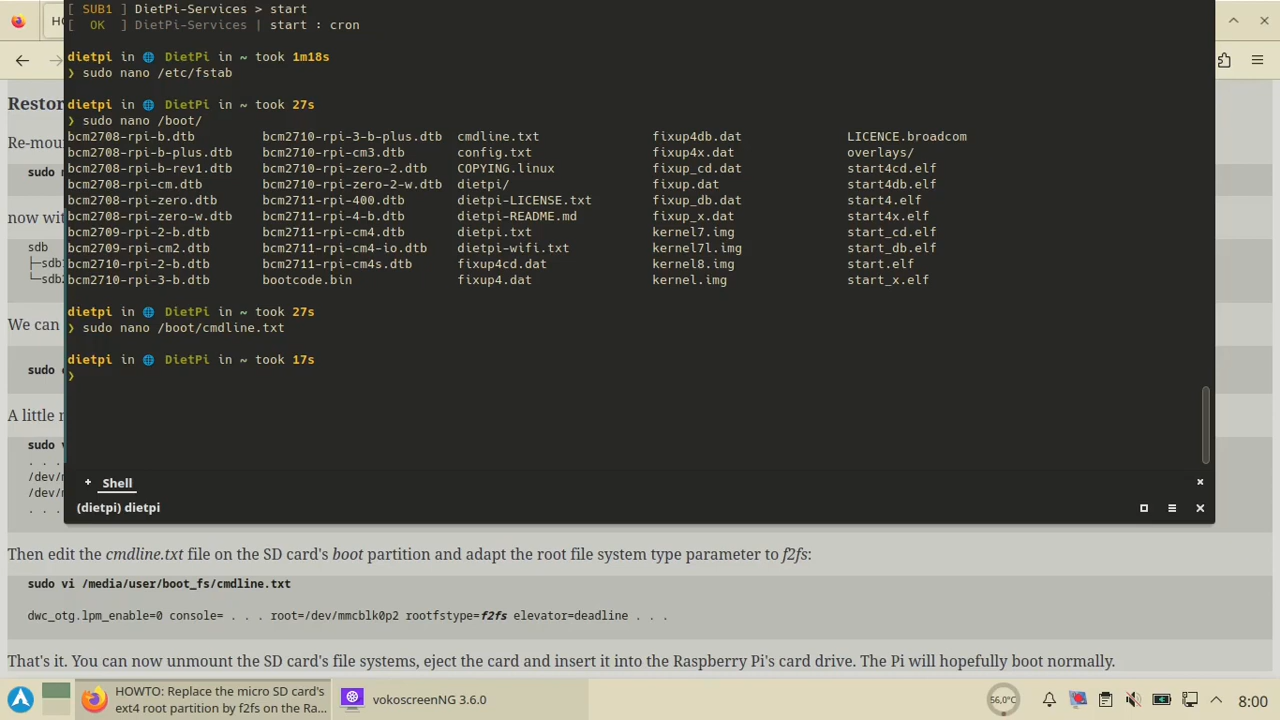 [ SUB1 ] DietPi-Services > start
[  OK  ] DietPi-Services | start : cron
dietpi in 🌐 DietPi in ~ took 1m18s
❯ sudo nano /etc/fstab
dietpi in 🌐 DietPi in ~ took 27s
❯ sudo nano /boot/
bcm2708-rpi-b.dtb bcm2710-rpi-3-b-plus.dtb cmdline.txt fixup4db.dat LICENCE.broadcom
bcm2708-rpi-b-plus.dtb bcm2710-rpi-cm3.dtb config.txt fixup4x.dat overlays/
bcm2708-rpi-b-rev1.dtb bcm2710-rpi-zero-2.dtb COPYING.linux fixup_cd.dat start4cd.elf
bcm2708-rpi-cm.dtb bcm2710-rpi-zero-2-w.dtb dietpi/ fixup.dat start4db.elf
bcm2708-rpi-zero.dtb bcm2711-rpi-400.dtb dietpi-LICENSE.txt fixup_db.dat start4.elf
bcm2708-rpi-zero-w.dtb bcm2711-rpi-4-b.dtb dietpi-README.md fixup_x.dat start4x.elf
bcm2709-rpi-2-b.dtb bcm2711-rpi-cm4.dtb dietpi.txt kernel7.img start_cd.elf
bcm2709-rpi-cm2.dtb bcm2711-rpi-cm4-io.dtb dietpi-wifi.txt kernel7l.img start_db.elf
bcm2710-rpi-2-b.dtb bcm2711-rpi-cm4s.dtb fixup4cd.dat kernel8.img start.elf
bcm2710-rpi-3-b.dtb bootcode.bin fixup4.dat kernel.img start_x.elf
dietpi in 🌐 DietPi in ~ took 27s
❯ sudo nano /boot/cmdline.txt
dietpi in 🌐 DietPi in ~ took 17s
❯
+ Shell ×
(dietpi) dietpi
HO
Restor
Re-mou
sudo
now wit
sdb
├─sdb1
└─sdb2
We can
sudo
A little
sudo
. . .
/dev/
/dev/
. . .
Then edit the cmdline.txt file on the SD card's boot partition and adapt the root file system type parameter to f2fs:
sudo vi /media/user/boot_fs/cmdline.txt
dwc_otg.lpm_enable=0 console= . . . root=/dev/mmcblk0p2 rootfstype=f2fs elevator=deadline . . .
That's it. You can now unmount the SD card's file systems, eject the card and insert it into the Raspberry Pi's card drive. The Pi will hopefully boot normally.
HOWTO: Replace the micro SD card's
ext4 root partition by f2fs on the Ra...
vokoscreenNG 3.6.0
56,0°C
8:00